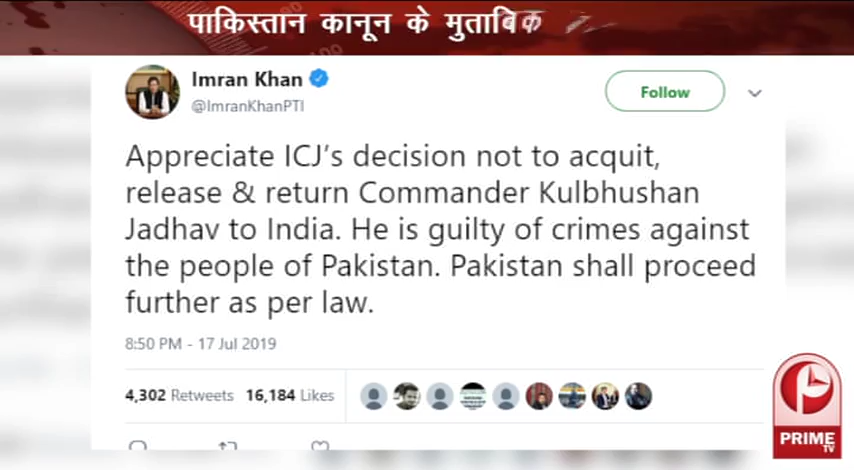 पाकिस्तान कानून के मुताबिक
Imran Khan
@ImranKhanPTI
Follow
Appreciate ICJ's decision not to acquit,
release & return Commander Kulbhushan
Jadhav to India. He is guilty of crimes against
the people of Pakistan. Pakistan shall proceed
further as per law.
8:50 PM - 17 Jul 2019
4,302 Retweets 16,184 Likes
PRIME
TV